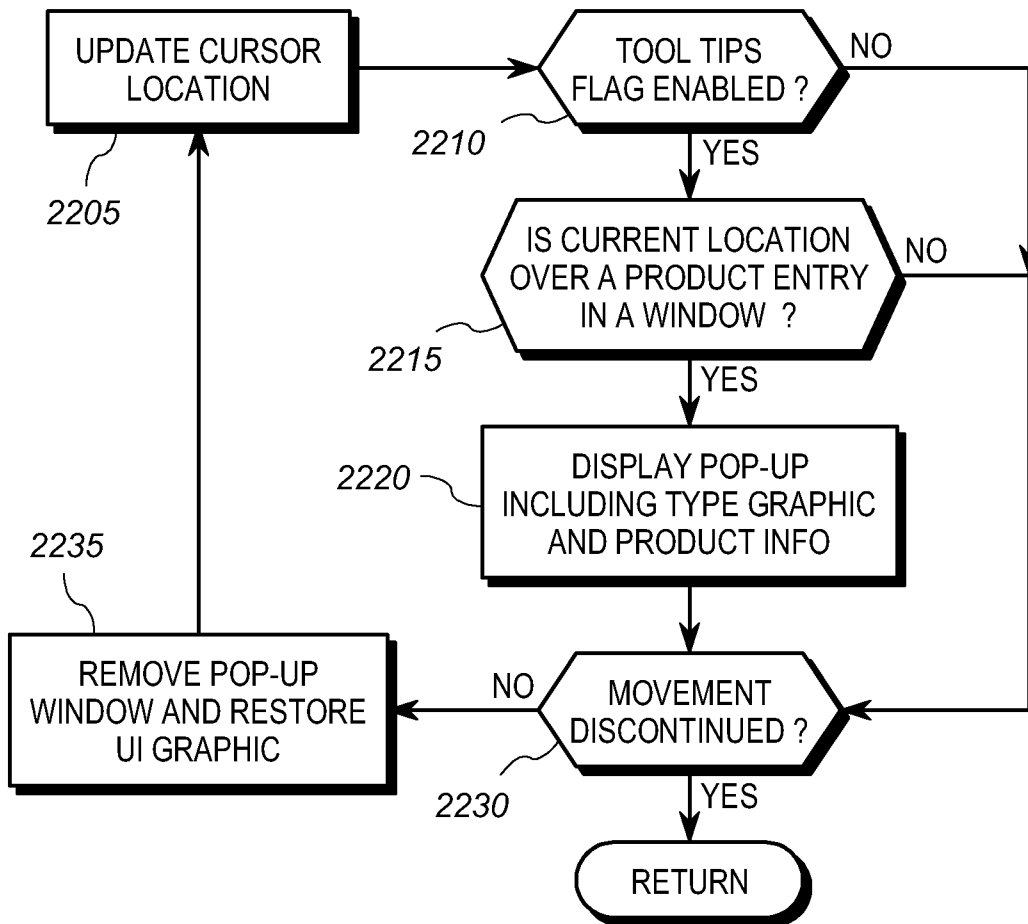 UPDATE CURSOR
LOCATION
2205
TOOL TIPS
FLAG ENABLED ?
NO
2210
YES
IS CURRENT LOCATION
OVER A PRODUCT ENTRY
IN A WINDOW ?
NO
2215
YES
2220
DISPLAY POP-UP
INCLUDING TYPE GRAPHIC
AND PRODUCT INFO
2235
REMOVE POP-UP
WINDOW AND RESTORE
UI GRAPHIC
NO
MOVEMENT
DISCONTINUED ?
2230
YES
RETURN